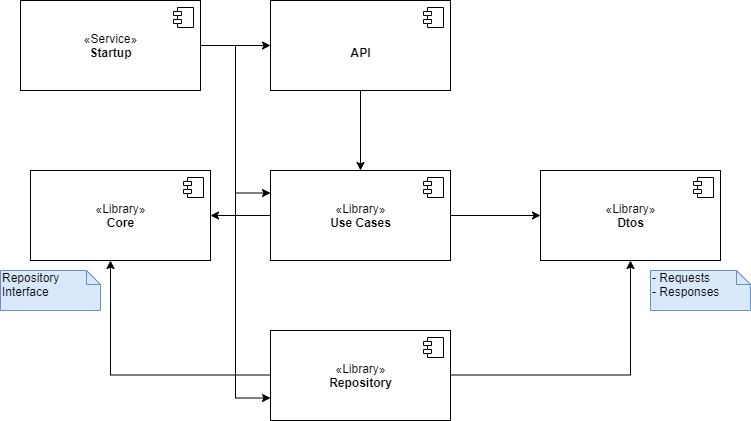 «Service»
Startup
API
«Library»
Core
«Library»
Use Cases
«Library»
Dtos
Repository
Interface
- Requests
- Responses
«Library»
Repository